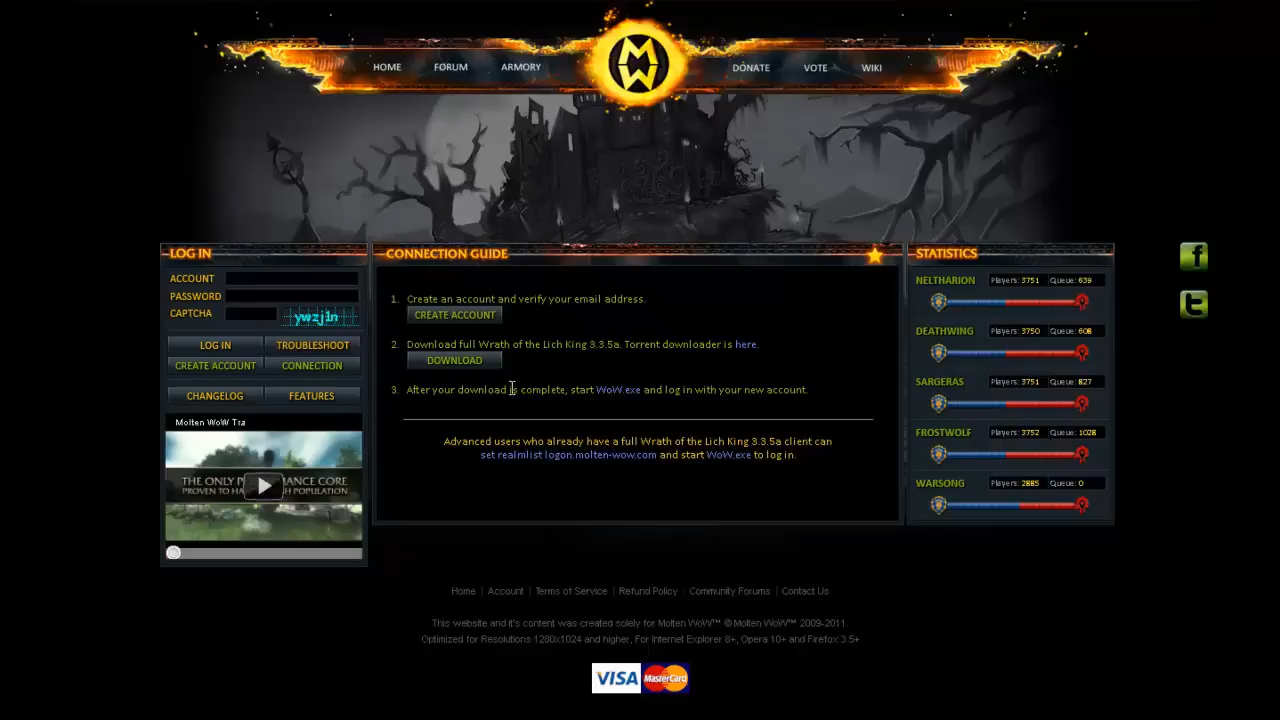 HOME FORUM ARMORY DONATE VOTE WIKI
LOG IN
ACCOUNT
PASSWORD
CAPTCHA
ywzj1n
LOG IN TROUBLESHOOT
CREATE ACCOUNT CONNECTION
CHANGELOG FEATURES
Molten WoW Tra
CONNECTION GUIDE
1. Create an account and verify your email address.
CREATE ACCOUNT
2. Download full Wrath of the Lich King 3.3.5a. Torrent downloader is here.
DOWNLOAD
3. After your download is complete, start WoW.exe and log in with your new account.
Advanced users who already have a full Wrath of the Lich King 3.3.5a client can
set realmlist logon.molten-wow.com and start WoW.exe to log in.
STATISTICS
NELTHARION Players: 3751 Queue: 639
DEATHWING Players: 3750 Queue: 608
SARGERAS Players: 3751 Queue: 827
FROSTWOLF Players: 3752 Queue: 1028
WARSONG Players: 2885 Queue: 0
Home | Account | Terms of Service | Refund Policy | Community Forums | Contact Us
This website and it's content was created solely for Molten WoW™ © Molten WoW™ 2009-2011.
Optimized for Resolutions 1280x1024 and higher, For Internet Explorer 8+, Opera 10+ and Firefox 3.5+
VISA MasterCard